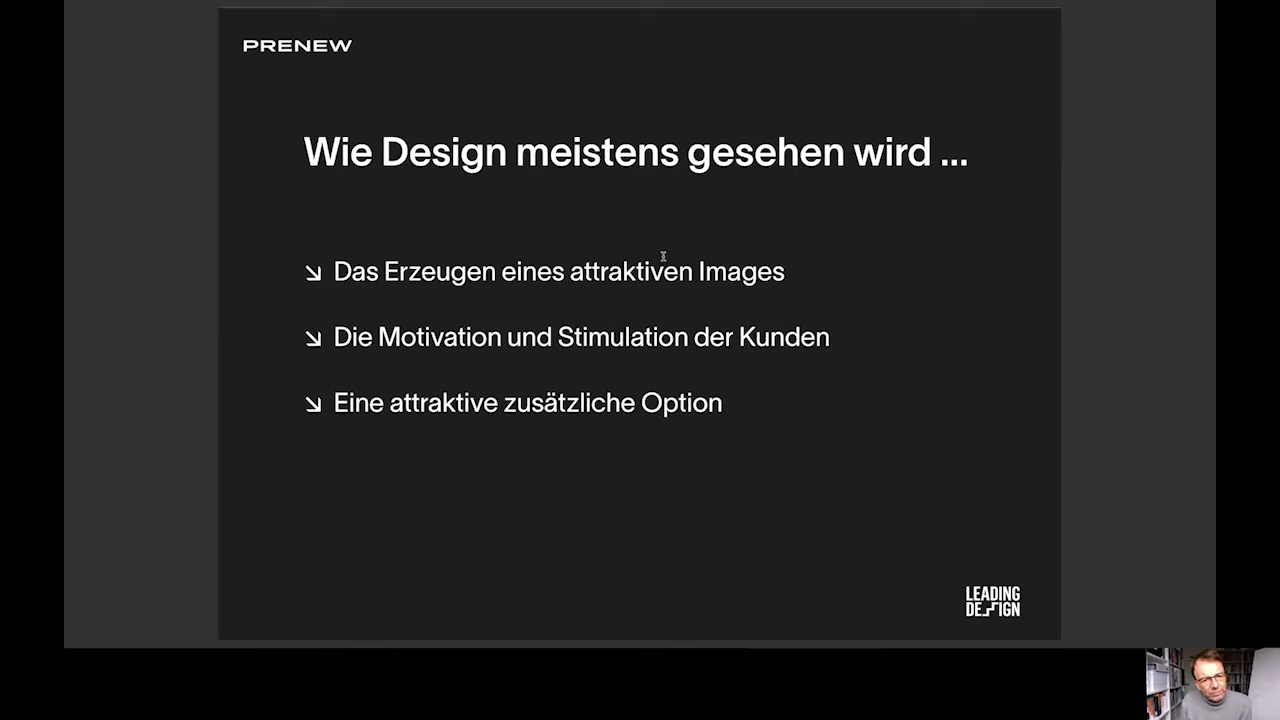 PRENEW
Wie Design meistens gesehen wird ...
↘ Das Erzeugen eines attraktiven Images
↘ Die Motivation und Stimulation der Kunden
↘ Eine attraktive zusätzliche Option
LEADING
DESIGN